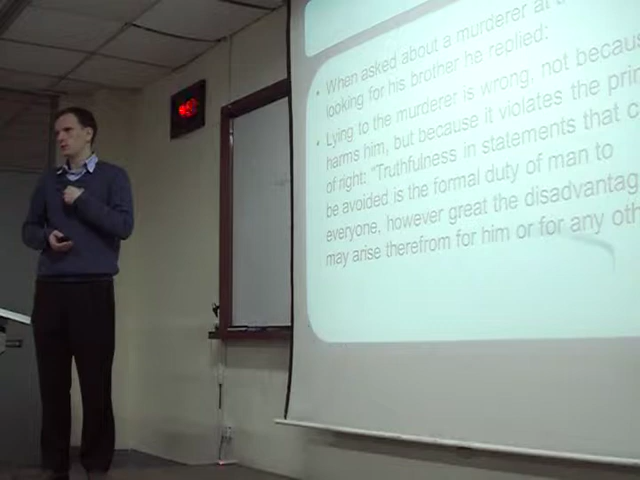 When asked about a murderer at
looking for his brother he replied:
Lying to the murderer is wrong, not because
harms him, but because it violates the prin
of right: "Truthfulness in statements that c
be avoided is the formal duty of man to
everyone, however great the disadvantag
may arise therefrom for him or for any oth